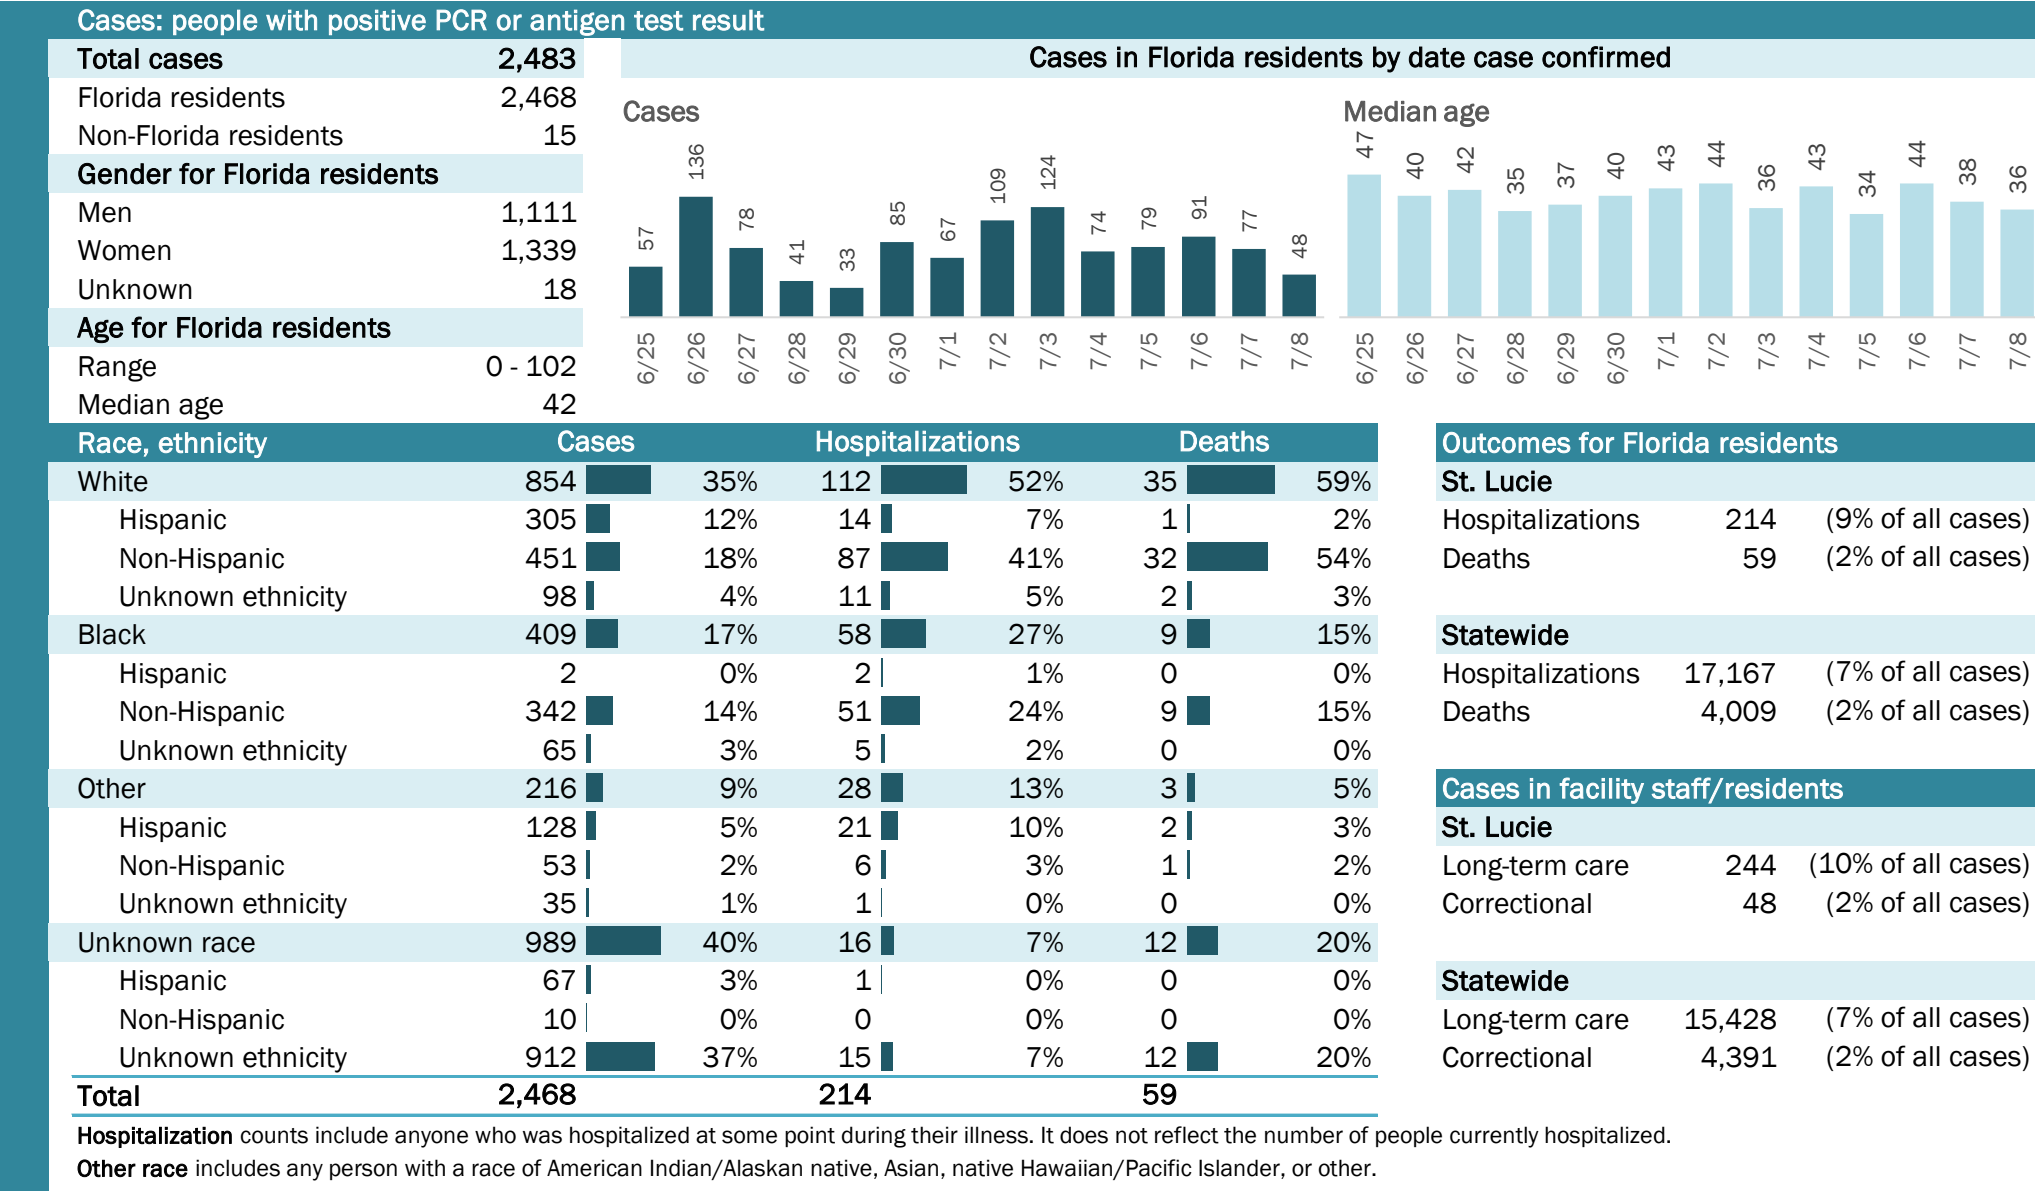 Cases: people with positive PCR or antigen test result
Total cases 2,483
Florida residents 2,468
Non-Florida residents 15
Gender for Florida residents
Men 1,111
Women 1,339
Unknown 18
Age for Florida residents
Range 0 - 102
Median age 42
Cases in Florida residents by date case confirmed
Cases
57 136 78 41 33 85 67 109 124 74 79 91 77 48
6/25 6/26 6/27 6/28 6/29 6/30 7/1 7/2 7/3 7/4 7/5 7/6 7/7 7/8
Median age
47 40 42 35 37 40 43 44 36 43 34 44 38 36
6/25 6/26 6/27 6/28 6/29 6/30 7/1 7/2 7/3 7/4 7/5 7/6 7/7 7/8
Race, ethnicity Cases Hospitalizations Deaths
White 854 35% 112 52% 35 59%
Hispanic 305 12% 14 7% 1 2%
Non-Hispanic 451 18% 87 41% 32 54%
Unknown ethnicity 98 4% 11 5% 2 3%
Black 409 17% 58 27% 9 15%
Hispanic 2 0% 2 1% 0 0%
Non-Hispanic 342 14% 51 24% 9 15%
Unknown ethnicity 65 3% 5 2% 0 0%
Other 216 9% 28 13% 3 5%
Hispanic 128 5% 21 10% 2 3%
Non-Hispanic 53 2% 6 3% 1 2%
Unknown ethnicity 35 1% 1 0% 0 0%
Unknown race 989 40% 16 7% 12 20%
Hispanic 67 3% 1 0% 0 0%
Non-Hispanic 10 0% 0 0% 0 0%
Unknown ethnicity 912 37% 15 7% 12 20%
Total 2,468 214 59
Outcomes for Florida residents
St. Lucie
Hospitalizations 214 (9% of all cases)
Deaths 59 (2% of all cases)
Statewide
Hospitalizations 17,167 (7% of all cases)
Deaths 4,009 (2% of all cases)
Cases in facility staff/residents
St. Lucie
Long-term care 244 (10% of all cases)
Correctional 48 (2% of all cases)
Statewide
Long-term care 15,428 (7% of all cases)
Correctional 4,391 (2% of all cases)
Hospitalization counts include anyone who was hospitalized at some point during their illness. It does not reflect the number of people currently hospitalized.
Other race includes any person with a race of American Indian/Alaskan native, Asian, native Hawaiian/Pacific Islander, or other.